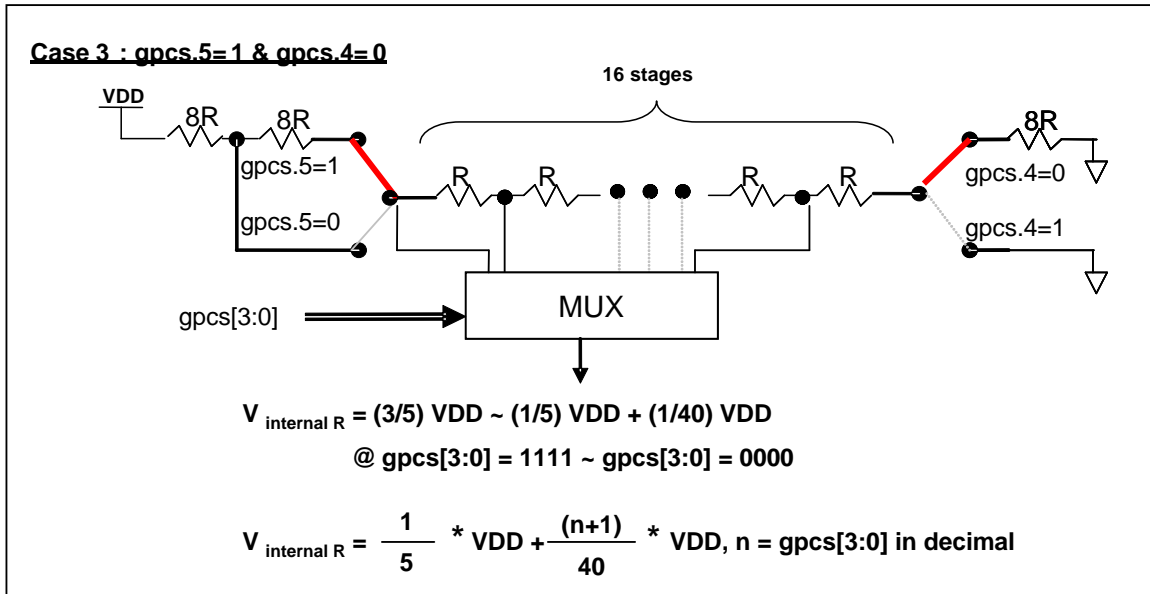 Case 3 : gpcs.5= 1 & gpcs.4= 0
16 stages
VDD
8R 8R 8R
gpcs.5=1 R R R R gpcs.4=0
gpcs.5=0 gpcs.4=1
MUX
gpcs[3:0]
V internal R = (3/5) VDD ~ (1/5) VDD + (1/40) VDD
@ gpcs[3:0] = 1111 ~ gpcs[3:0] = 0000
V internal R = 1/5 * VDD + (n+1)/40 * VDD, n = gpcs[3:0] in decimal